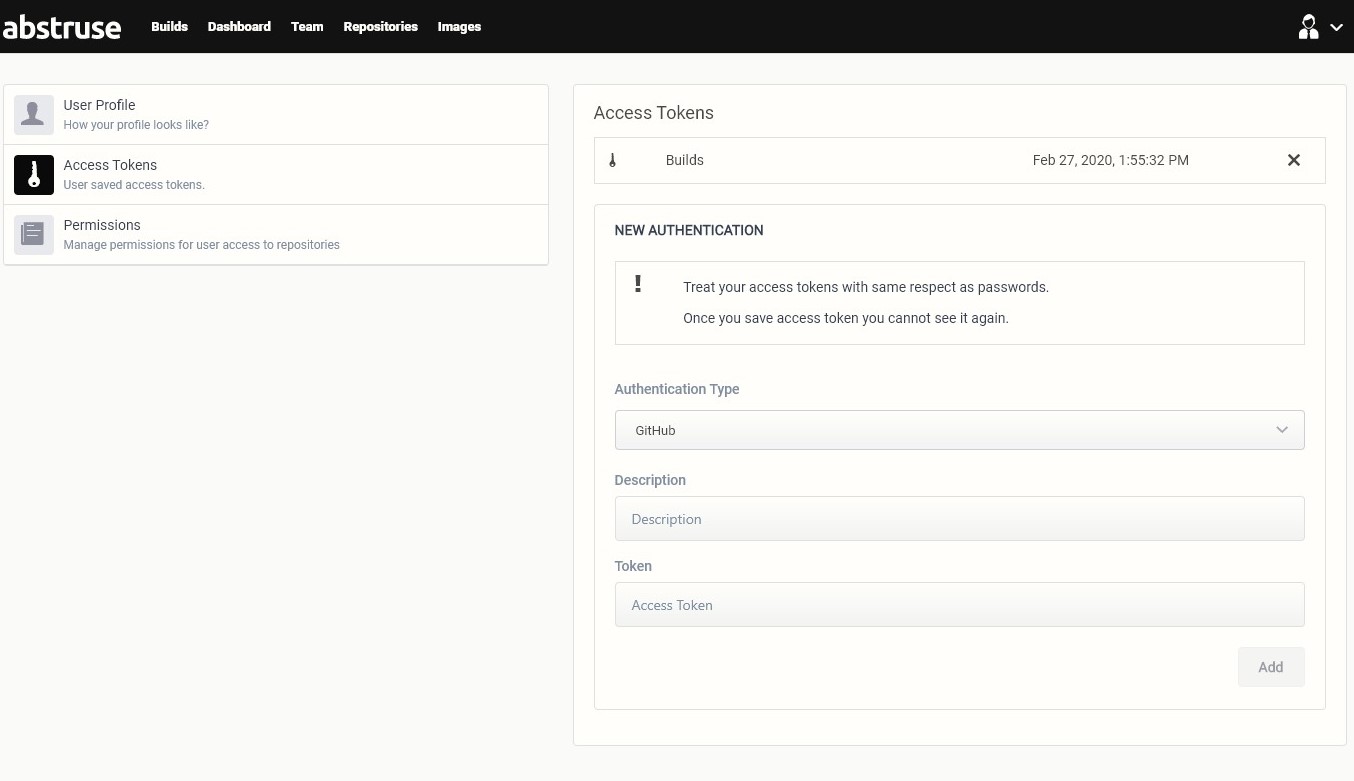 abstruse Builds Dashboard Team Repositories Images
User Profile
How your profile looks like?
Access Tokens
User saved access tokens.
Permissions
Manage permissions for user access to repositories
Access Tokens
Builds Feb 27, 2020, 1:55:32 PM
NEW AUTHENTICATION
Treat your access tokens with same respect as passwords.
Once you save access token you cannot see it again.
Authentication Type
GitHub
Description
Description
Token
Access Token
Add